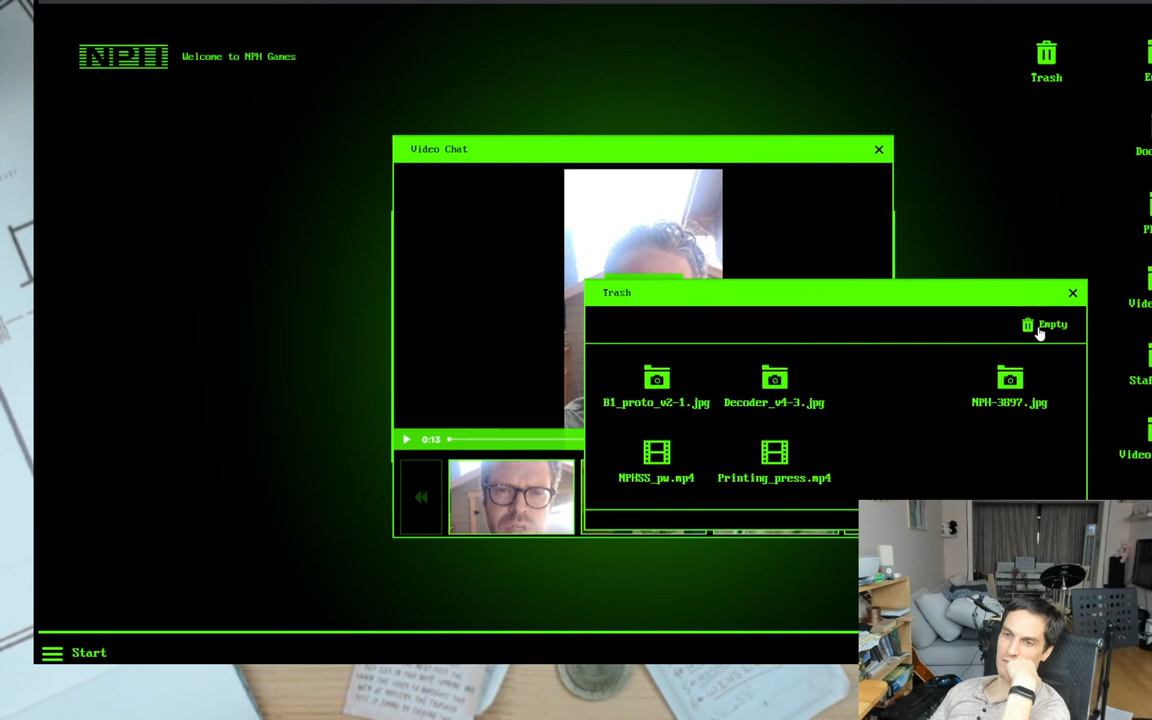 NPH Welcome to NPH Games
Trash
Video Chat
Trash
Empty
B1_proto_v2-1.jpg Decoder_v4-3.jpg NPH-3897.jpg
0:13
NPHSS_pw.mp4 Printing_press.mp4
Start